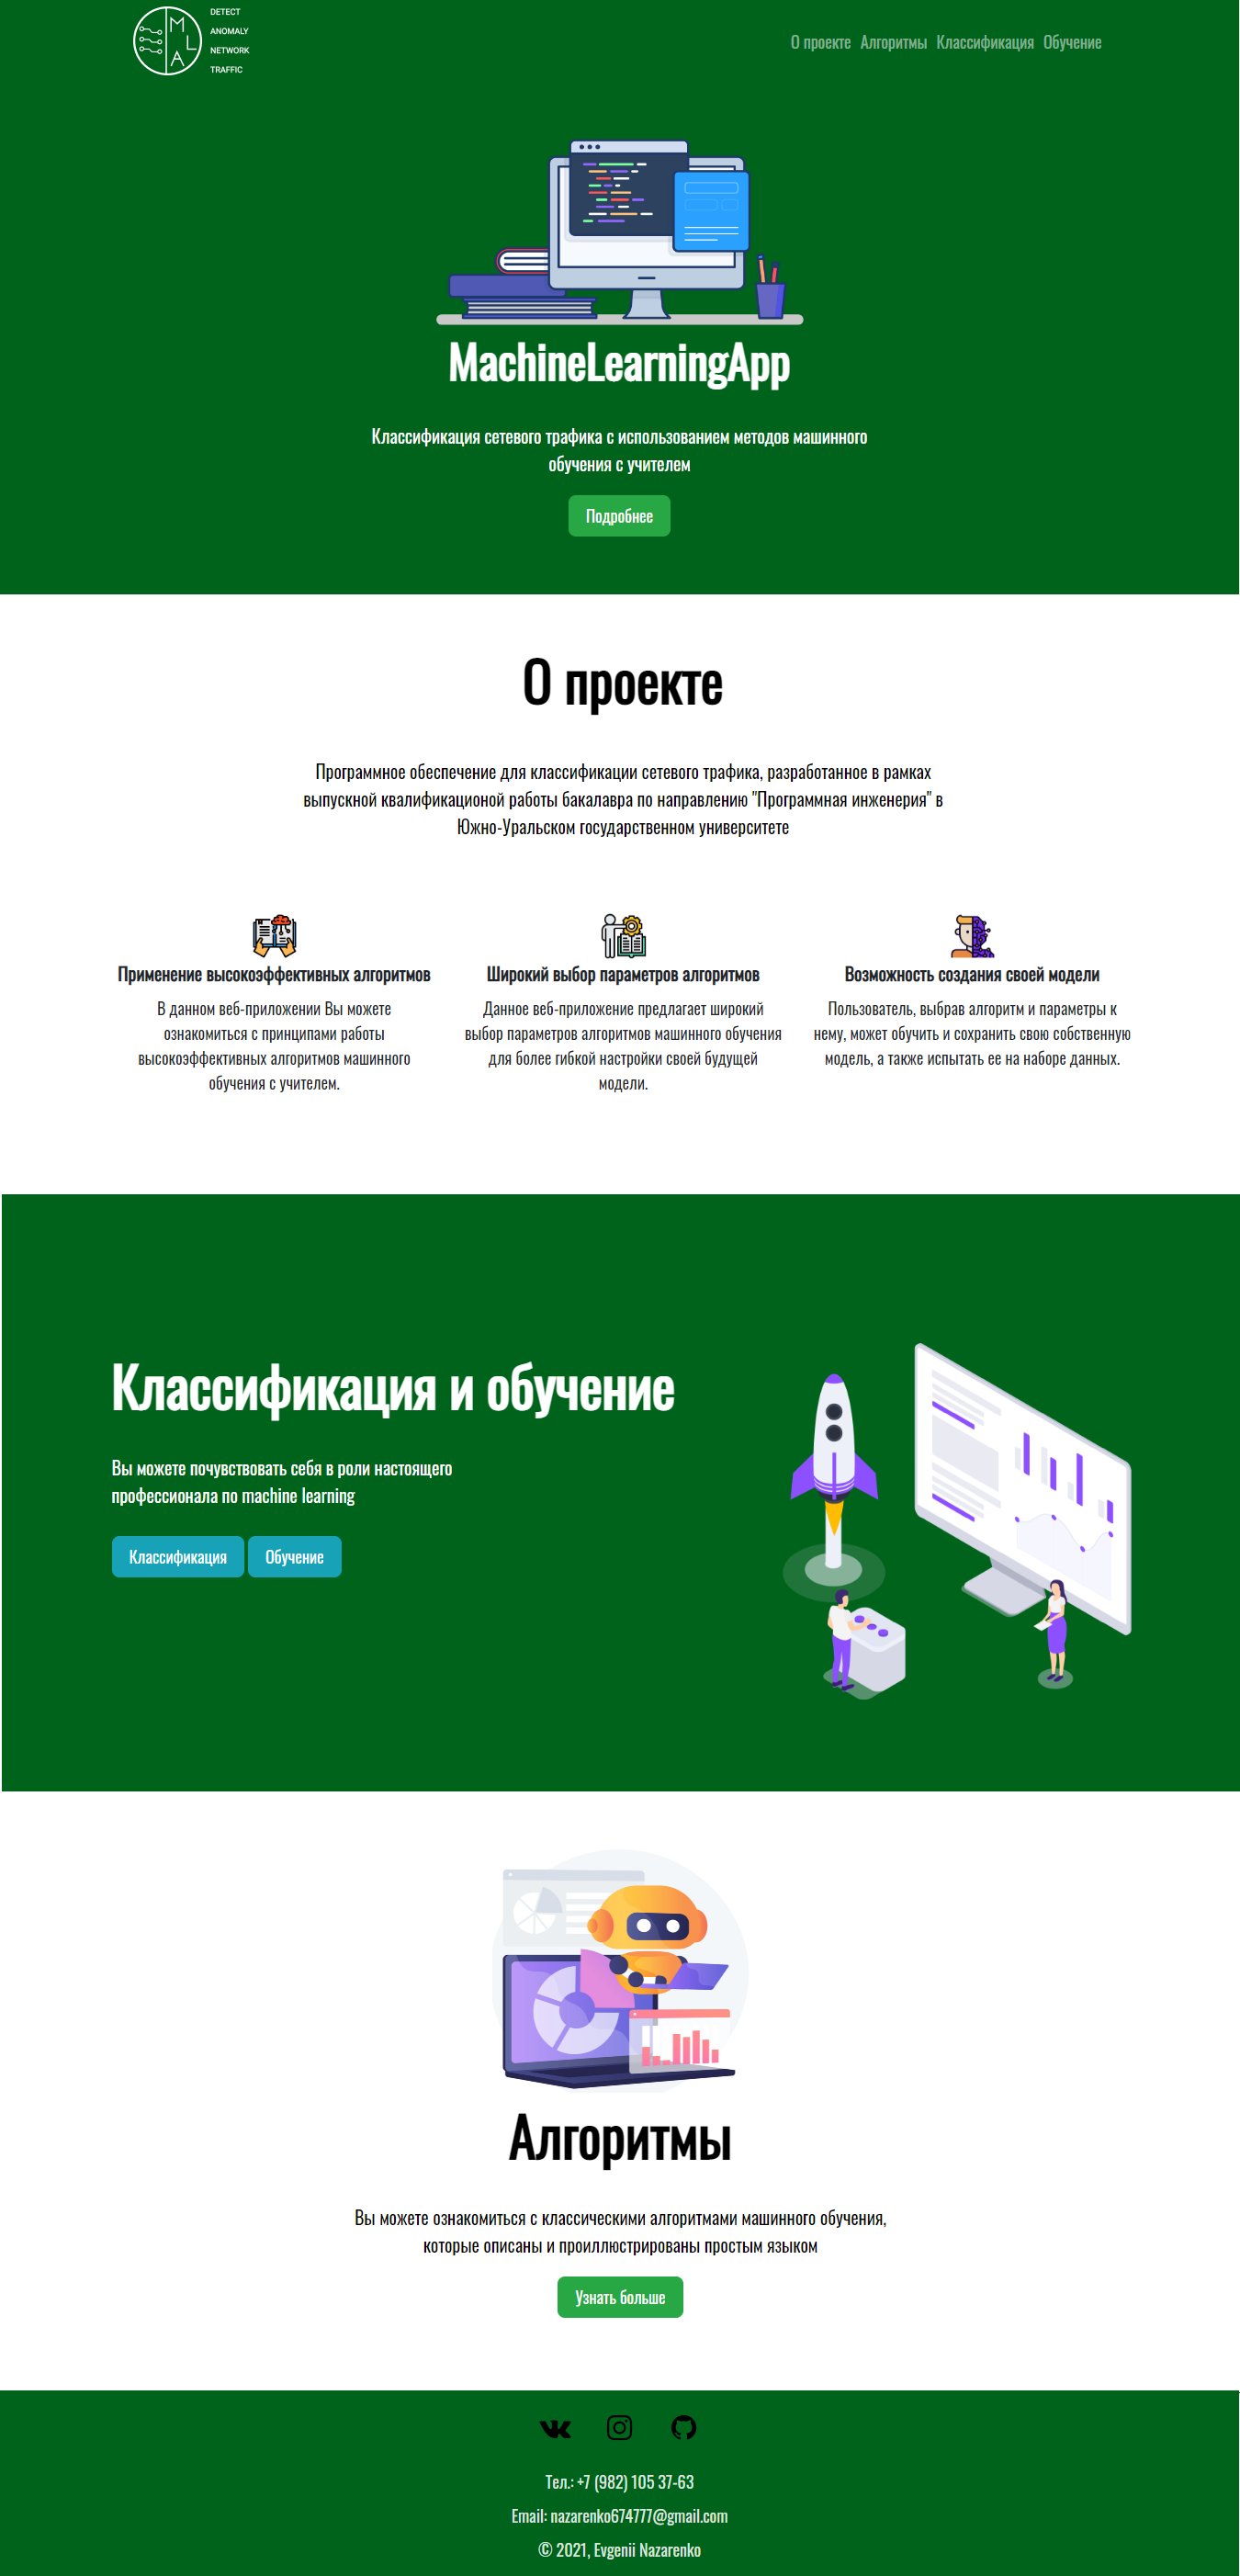 DETECT
ANOMALY
NETWORK
TRAFFIC
M
L
A
О проекте Алгоритмы Классификация Обучение
MachineLearningApp
Классификация сетевого трафика с использованием методов машинного
обучения с учителем
Подробнее
О проекте
Программное обеспечение для классификации сетевого трафика, разработанное в рамках
выпускной квалификационой работы бакалавра по направлению "Программная инженерия" в
Южно-Уральском государственном университете
Применение высокоэффективных алгоритмов
В данном веб-приложении Вы можете
ознакомиться с принципами работы
высокоэффективных алгоритмов машинного
обучения с учителем.
Широкий выбор параметров алгоритмов
Данное веб-приложение предлагает широкий
выбор параметров алгоритмов машинного обучения
для более гибкой настройки своей будущей
модели.
Возможность создания своей модели
Пользователь, выбрав алгоритм и параметры к
нему, может обучить и сохранить свою собственную
модель, а также испытать ее на наборе данных.
Классификация и обучение
Вы можете почувствовать себя в роли настоящего
профессионала по machine learning
Классификация Обучение
Алгоритмы
Вы можете ознакомиться с классическими алгоритмами машинного обучения,
которые описаны и проиллюстрированы простым языком
Узнать больше
Тел.: +7 (982) 105 37-63
Email: nazarenko674777@gmail.com
© 2021, Evgenii Nazarenko